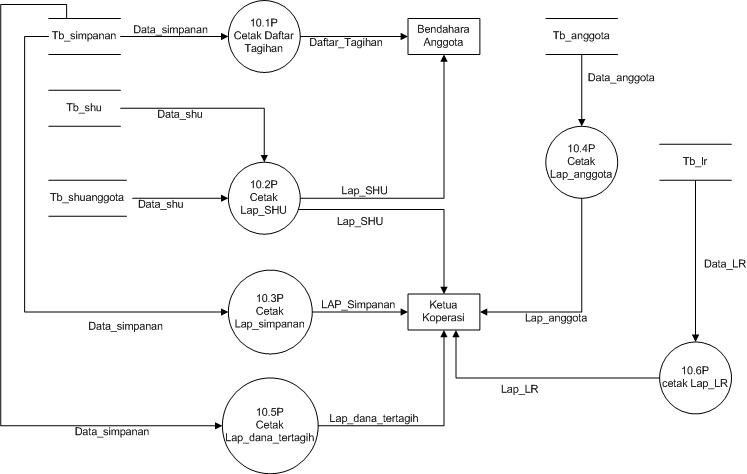 Tb_simpanan
Data_simpanan
10.1P
Cetak Daftar
Tagihan
Daftar_Tagihan
Bendahara
Anggota
Tb_anggota
Data_anggota
Tb_shu
Data_shu
10.4P
Cetak
Lap_anggota
Tb_lr
Tb_shuanggota
Data_shu
10.2P
Cetak
Lap_SHU
Lap_SHU
Lap_SHU
Data_LR
10.3P
Cetak
Lap_simpanan
LAP_Simpanan
Ketua
Koperasi
Lap_anggota
Data_simpanan
10.6P
cetak Lap_LR
Lap_LR
10.5P
Cetak
Lap_dana_tertagih
Lap_dana_tertagih
Data_simpanan